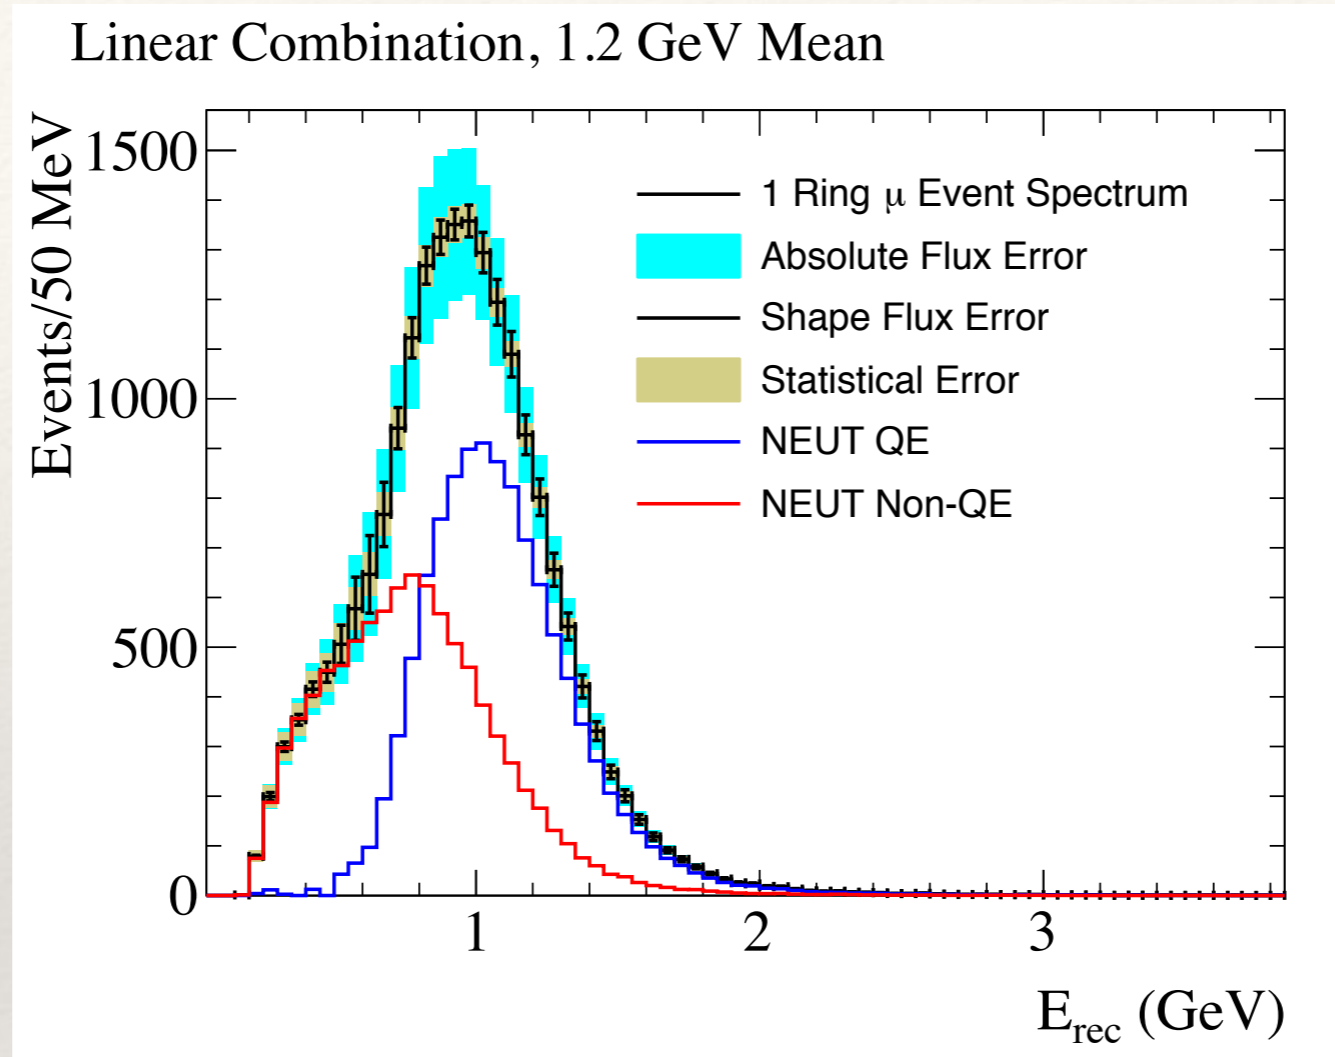 Linear Combination, 1.2 GeV Mean
Events/50 MeV
1500
1000
500
0
1 Ring μ Event Spectrum
Absolute Flux Error
Shape Flux Error
Statistical Error
NEUT QE
NEUT Non-QE
1 2 3
E_rec (GeV)